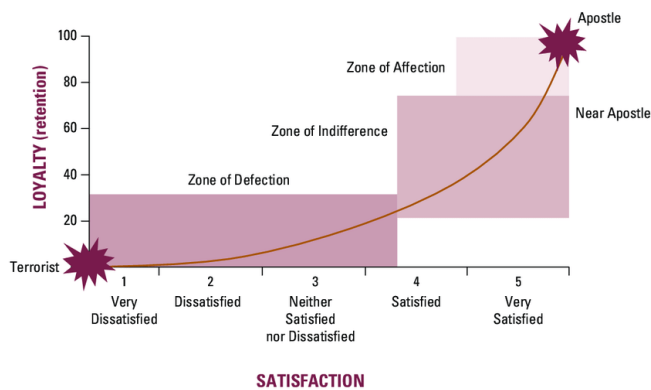 Apostle
100
80
60
40
20
LOYALTY (retention)
Zone of Affection
Near Apostle
Zone of Indifference
Zone of Defection
Terrorist
1
Very
Dissatisfied
2
Dissatisfied
3
Neither
Satisfied
nor Dissatisfied
4
Satisfied
5
Very
Satisfied
SATISFACTION